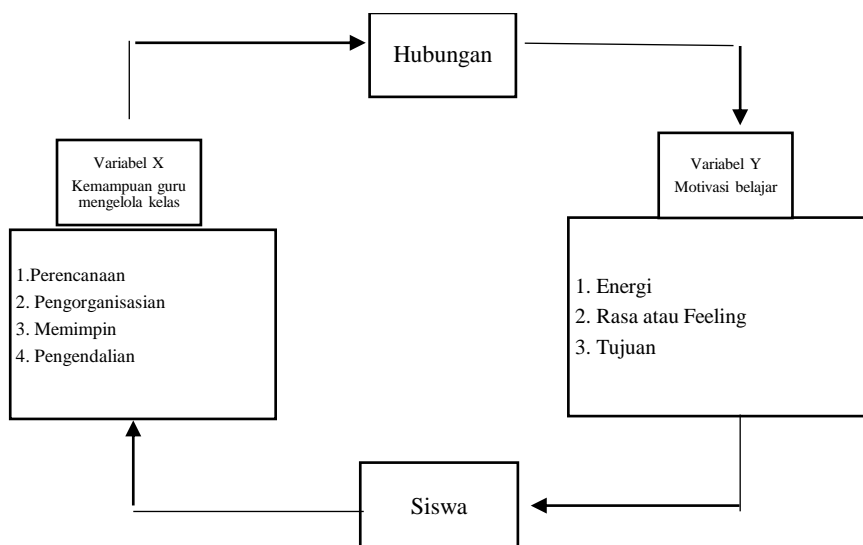 Hubungan
Variabel X
Kemampuan guru
mengelola kelas
1.Perencanaan
2. Pengorganisasian
3. Memimpin
4. Pengendalian
Variabel Y
Motivasi belajar
1. Energi
2. Rasa atau Feeling
3. Tujuan
Siswa